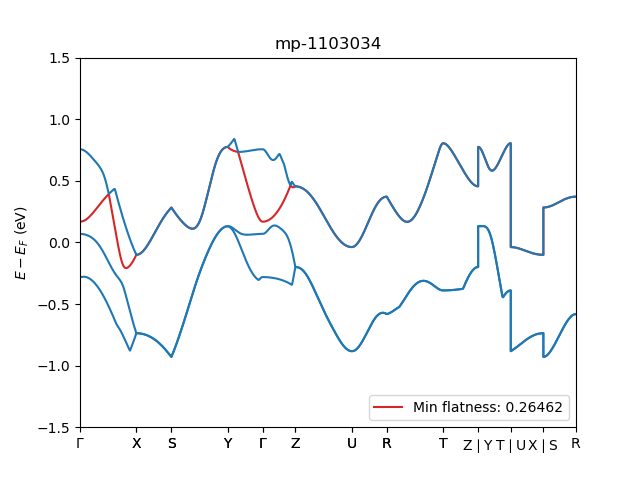 mp-1103034
1.5
1.0
0.5
0.0
−0.5
−1.0
−1.5
E − E_F (eV)
Min flatness: 0.26462
Γ X S Y Γ Z U R T Z | Y T | U X | S R